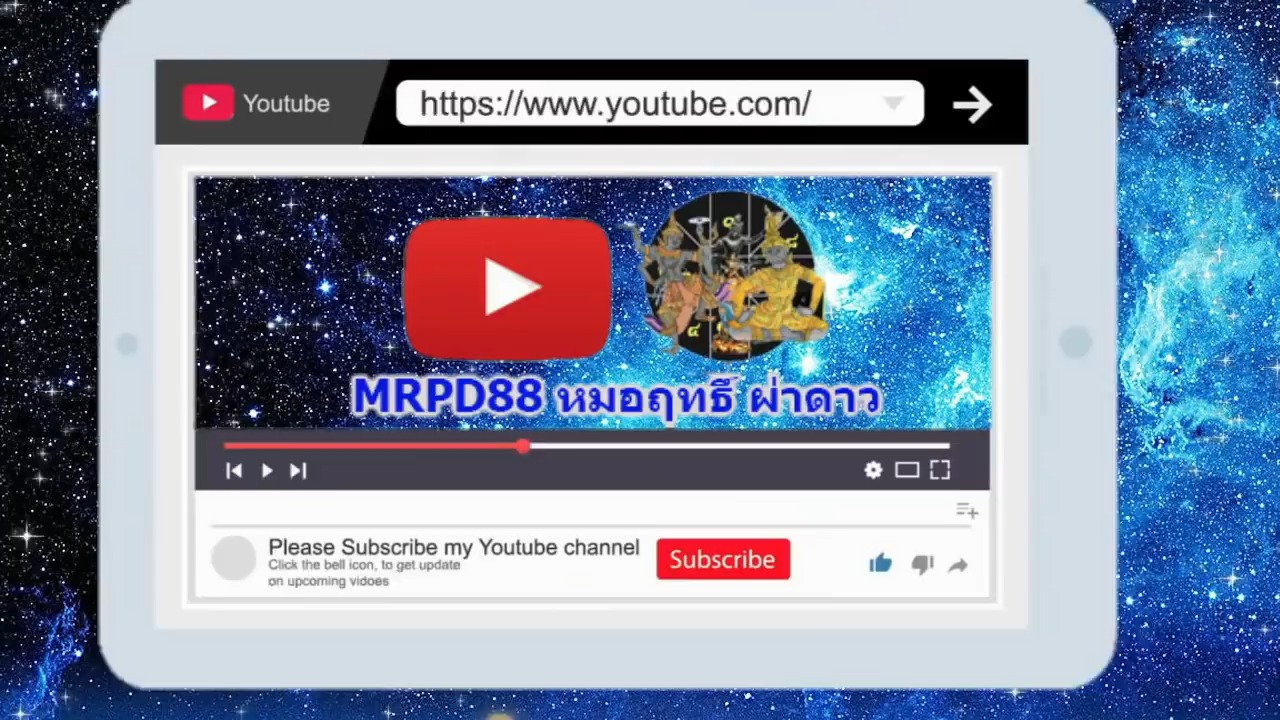 Youtube
https://www.youtube.com/
MRPD88 หมอฤทธิ์ ผ่าดาว
Please Subscribe my Youtube channel
Click the bell icon, to get update
on upcoming vidoes
Subscribe